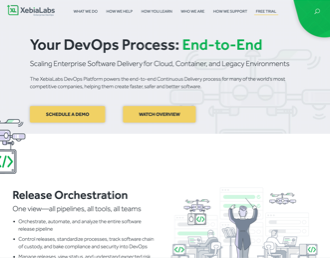 XebiaLabs
WHAT WE DO HOW WE HELP HOW YOU LEARN WHO WE ARE HOW WE SUPPORT FREE TRIAL
Your DevOps Process: End-to-End
Scaling Enterprise Software Delivery for Cloud, Container, and Legacy Environments
The XebiaLabs DevOps Platform powers the end-to-end Continuous Delivery process for many of the world's most
competitive companies, helping them create faster, safer and better software.
SCHEDULE A DEMO WATCH OVERVIEW
Release Orchestration
One view—all pipelines, all tools, all teams
• Orchestrate, automate, and analyze the entire software
release pipeline
• Control releases, standardize processes, track software chain
of custody, and bake compliance and security into DevOps
• Manage releases, view status, and understand expected risk